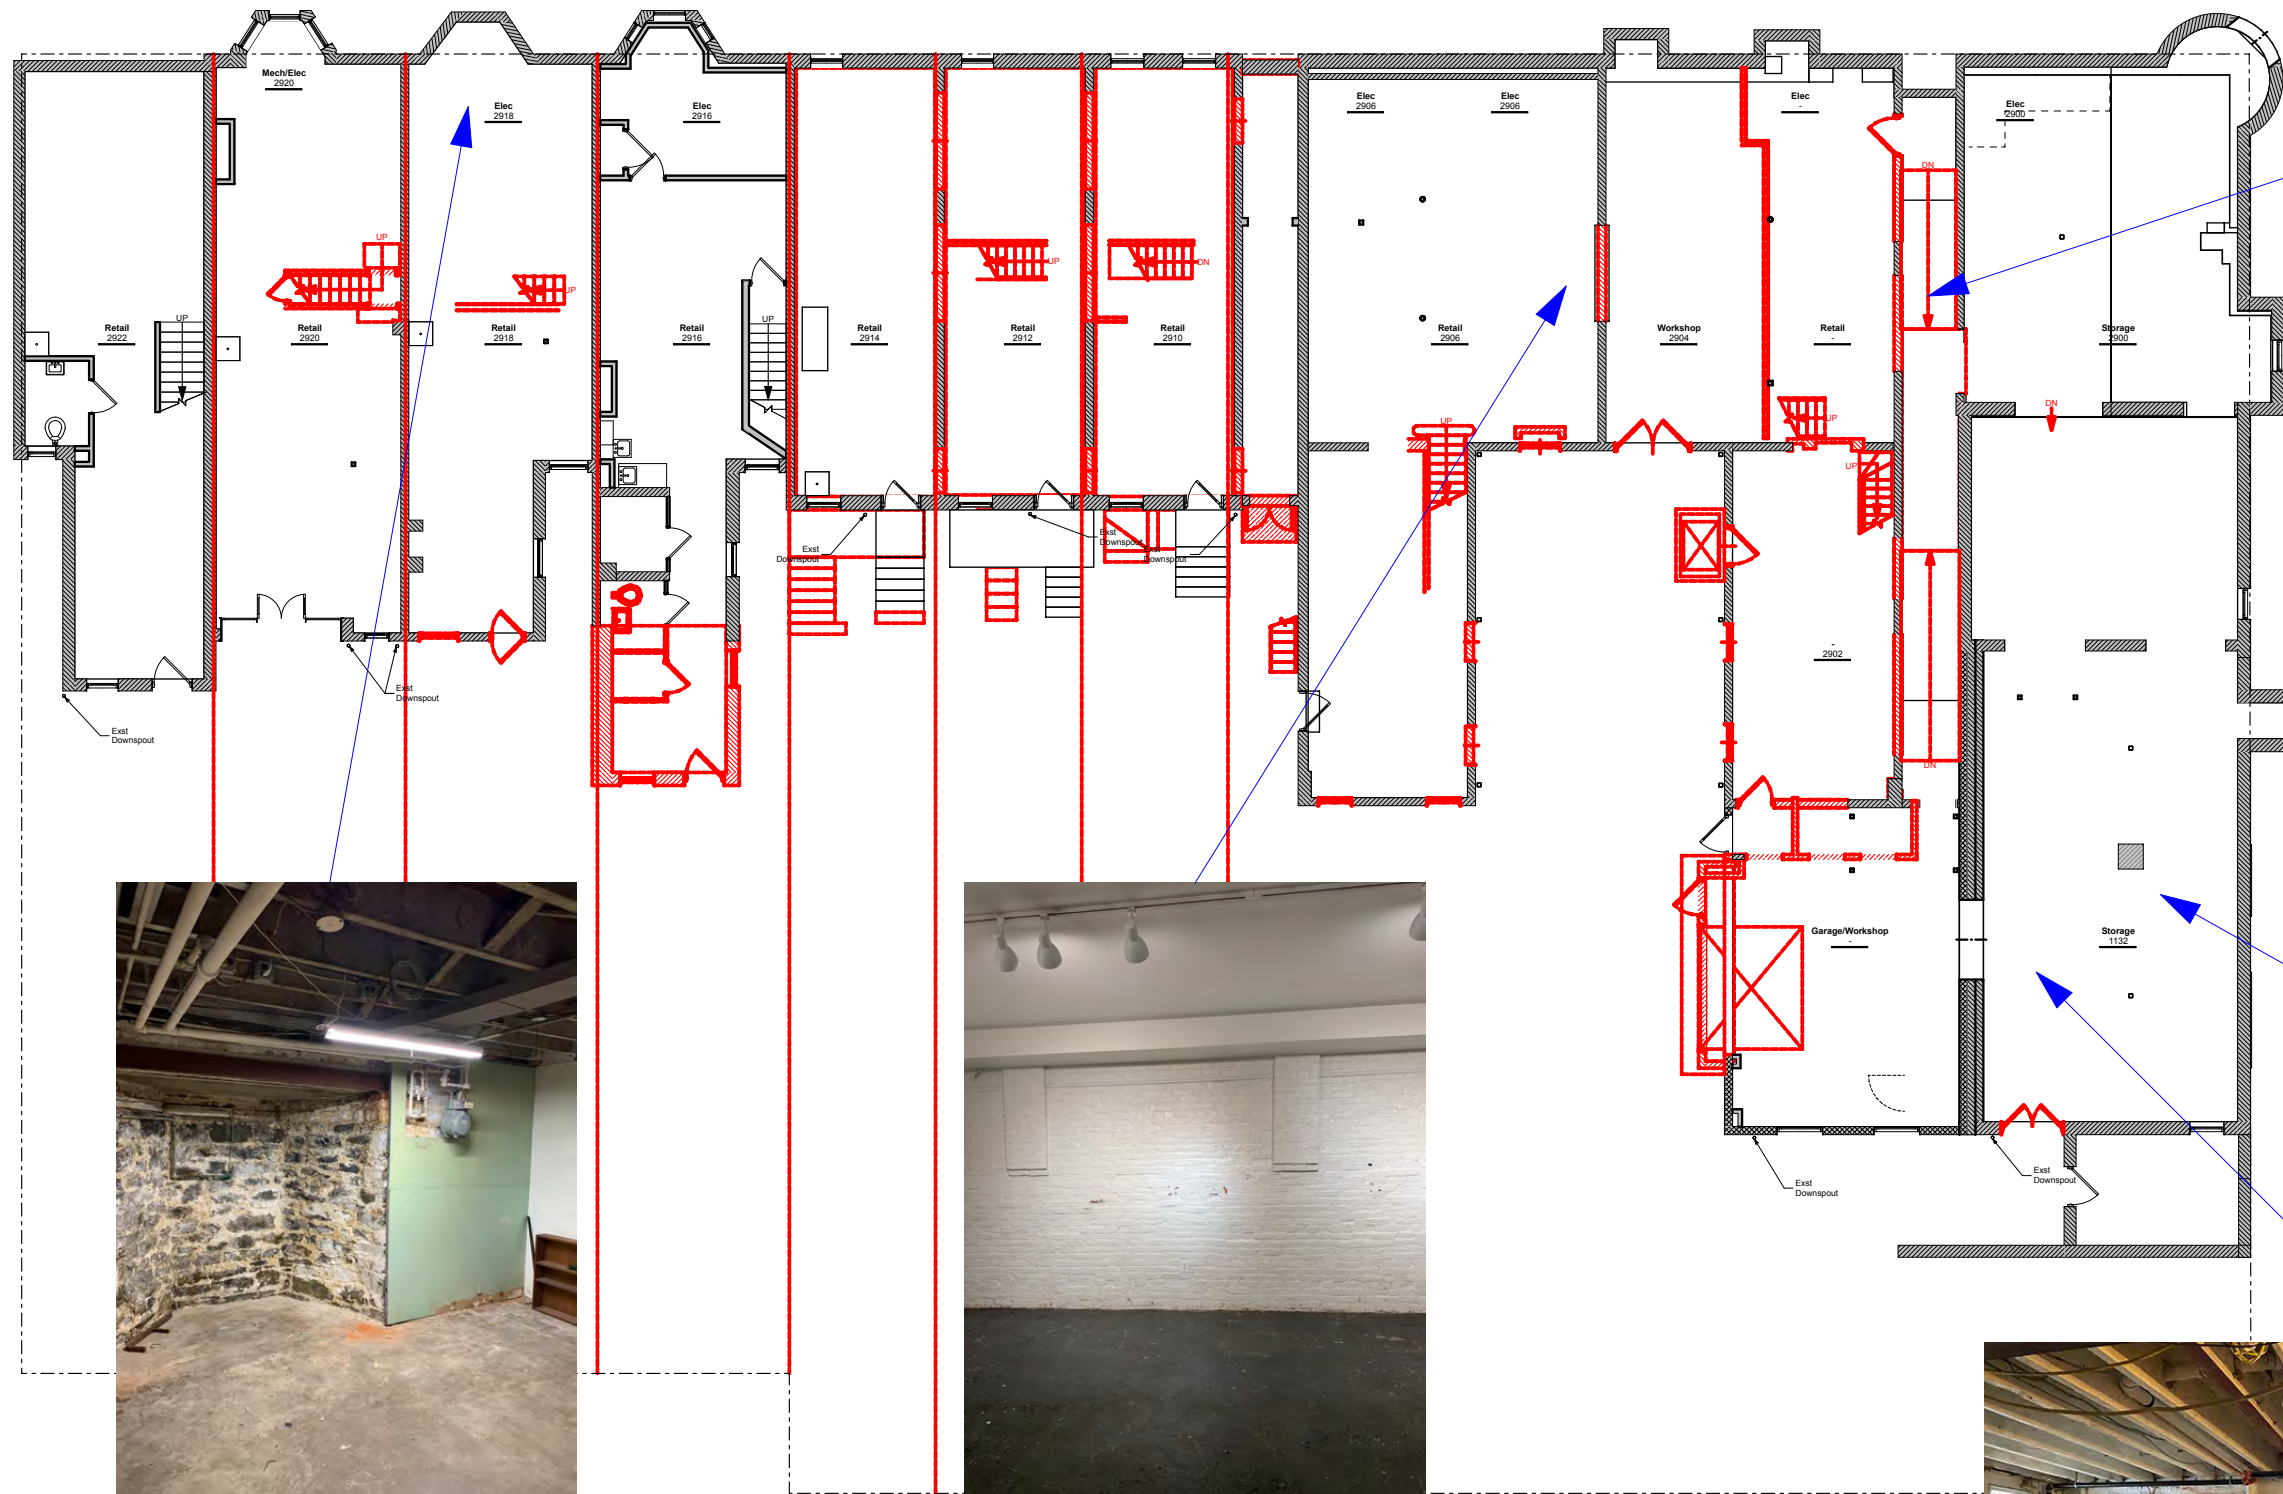 Mech/Elec
2920
Elec
2918
Elec
2916
Elec
2906
Elec
2906
Elec
-
Elec
2900
DN
UP
UP
UP
DN
UP
UP
Retail
2922
Retail
2920
Retail
2918
Retail
2916
Retail
2914
Retail
2912
Retail
2910
Retail
2906
Workshop
2904
Retail
-
Storage
2900
DN
UP
UP
UP
Exst
Downspout
Exst
Downspout
Exst
Downspout
-
2902
DN
Exst
Downspout
Exst
Downspout
Garage/Workshop
-
Storage
1132
Exst
Downspout
Exst
Downspout